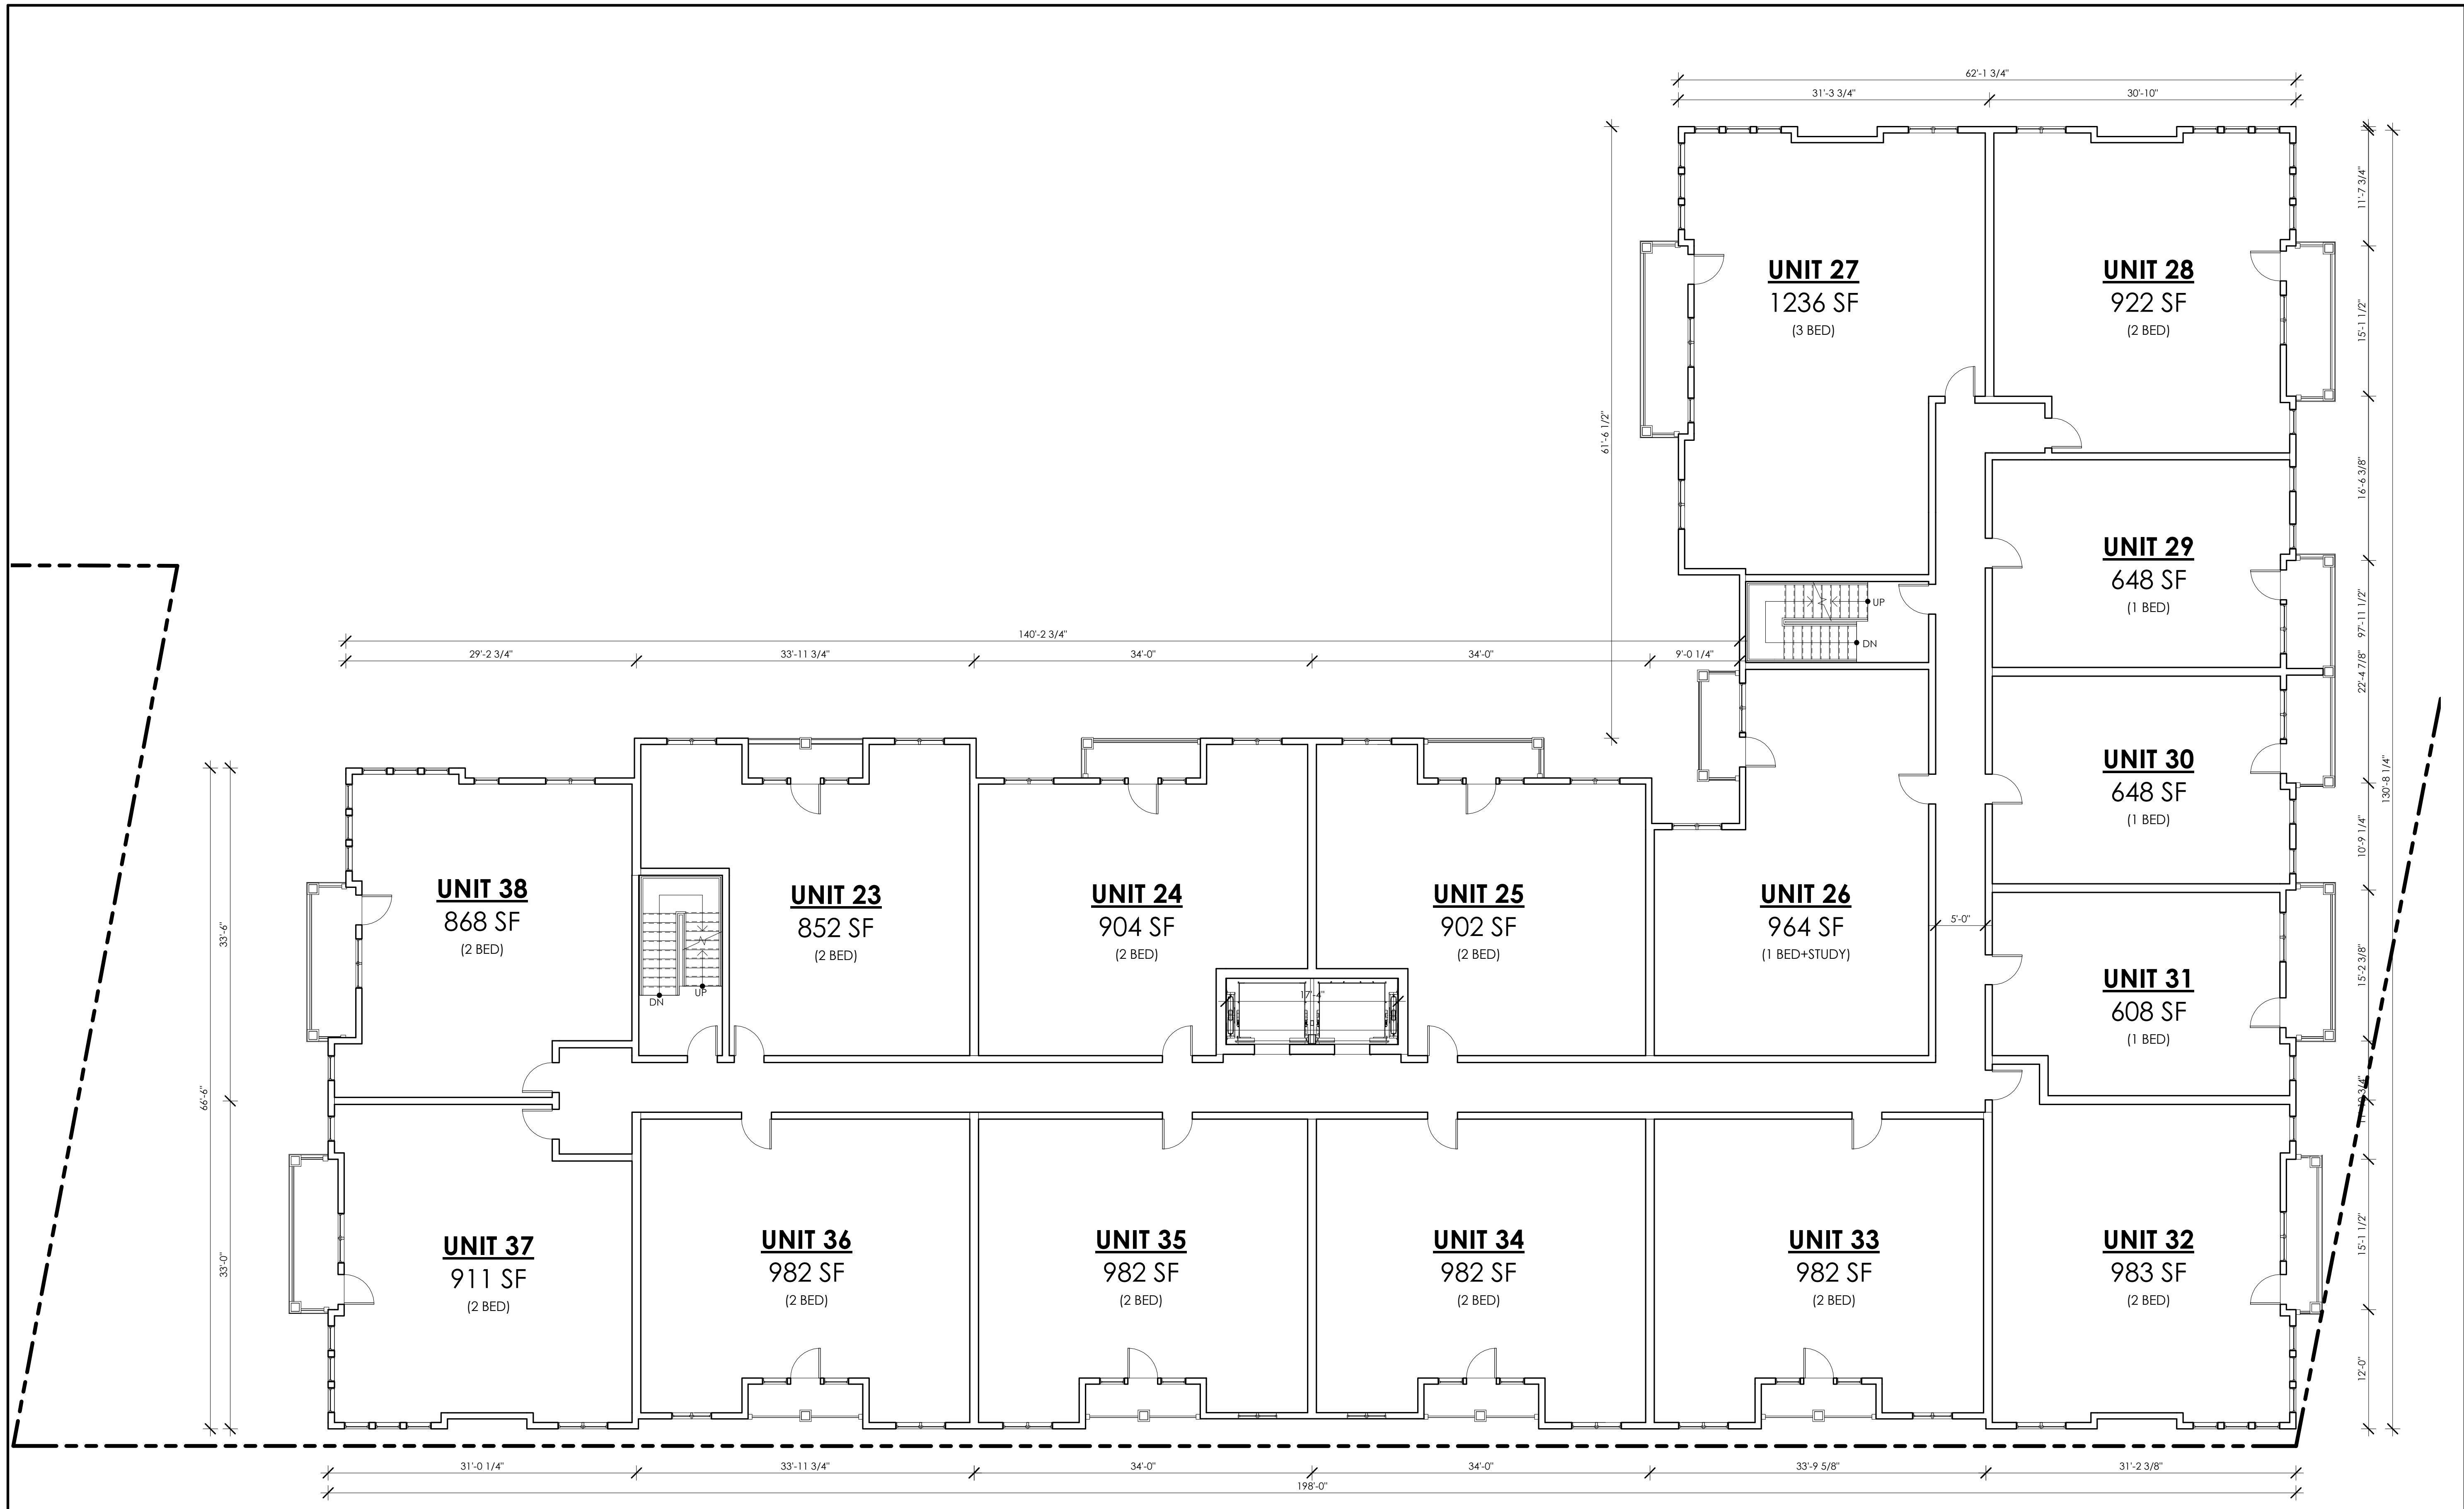 62'-1 3/4"
31'-3 3/4"
30'-10"
11'-7 3/4"
UNIT 27
1236 SF
(3 BED)
UNIT 28
922 SF
(2 BED)
15'-1 1/2"
61'-6 1/2"
16'-6 3/8"
UNIT 29
648 SF
(1 BED)
UP
DN
97'-11 1/2"
140'-2 3/4"
29'-2 3/4"
33'-11 3/4"
34'-0"
34'-0"
9'-0 1/4"
22'-4 7/8"
UNIT 30
648 SF
(1 BED)
130'-8 1/4"
10'-9 1/4"
UNIT 38
868 SF
(2 BED)
UNIT 23
852 SF
(2 BED)
UNIT 24
904 SF
(2 BED)
UNIT 25
902 SF
(2 BED)
UNIT 26
964 SF
(1 BED+STUDY)
5'-0"
33'-6"
DN
UP
17'-4"
UNIT 31
608 SF
(1 BED)
15'-2 3/8"
66'-6"
33'-0"
UNIT 37
911 SF
(2 BED)
UNIT 36
982 SF
(2 BED)
UNIT 35
982 SF
(2 BED)
UNIT 34
982 SF
(2 BED)
UNIT 33
982 SF
(2 BED)
UNIT 32
983 SF
(2 BED)
15'-1 1/2"
12'-0"
31'-0 1/4"
33'-11 3/4"
34'-0"
34'-0"
33'-9 5/8"
31'-2 3/8"
198'-0"